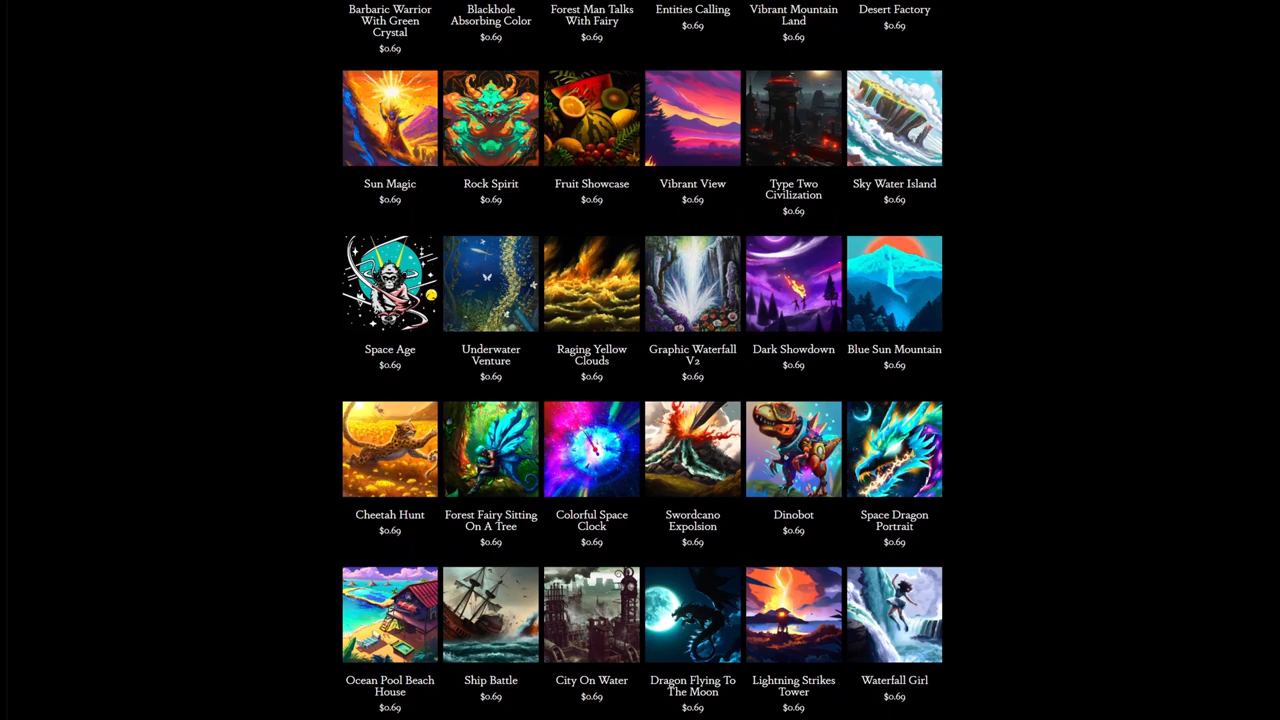 Barbaric Warrior
With Green
Crystal
$0.69
Blackhole
Absorbing Color
$0.69
Forest Man Talks
With Fairy
$0.69
Entities Calling
$0.69
Vibrant Mountain
Land
$0.69
Desert Factory
$0.69
Sun Magic
$0.69
Rock Spirit
$0.69
Fruit Showcase
$0.69
Vibrant View
$0.69
Type Two
Civilization
$0.69
Sky Water Island
$0.69
Space Age
$0.69
Underwater
Venture
$0.69
Raging Yellow
Clouds
$0.69
Graphic Waterfall
V2
$0.69
Dark Showdown
$0.69
Blue Sun Mountain
$0.69
Cheetah Hunt
$0.69
Forest Fairy Sitting
On A Tree
$0.69
Colorful Space
Clock
$0.69
Swordcano
Expolsion
$0.69
Dinobot
$0.69
Space Dragon
Portrait
$0.69
Ocean Pool Beach
House
$0.69
Ship Battle
$0.69
City On Water
$0.69
Dragon Flying To
The Moon
$0.69
Lightning Strikes
Tower
$0.69
Waterfall Girl
$0.69